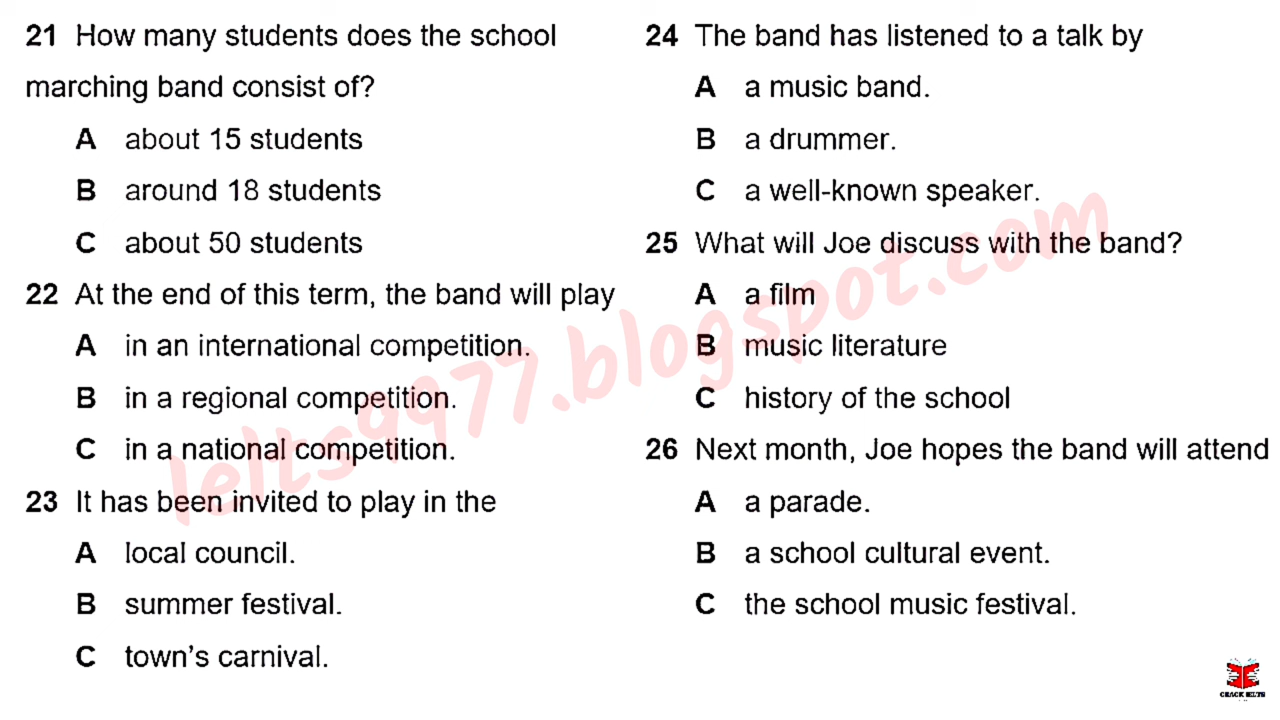 21 How many students does the school
marching band consist of?
A about 15 students
B around 18 students
C about 50 students
22 At the end of this term, the band will play
A in an international competition.
B in a regional competition.
C in a national competition.
23 It has been invited to play in the
A local council.
B summer festival.
C town's carnival.
24 The band has listened to a talk by
A a music band.
B a drummer.
C a well-known speaker.
25 What will Joe discuss with the band?
A a film
B music literature
C history of the school
26 Next month, Joe hopes the band will attend
A a parade.
B a school cultural event.
C the school music festival.
Ielts9977.blogspot.com
CRACK IELTS